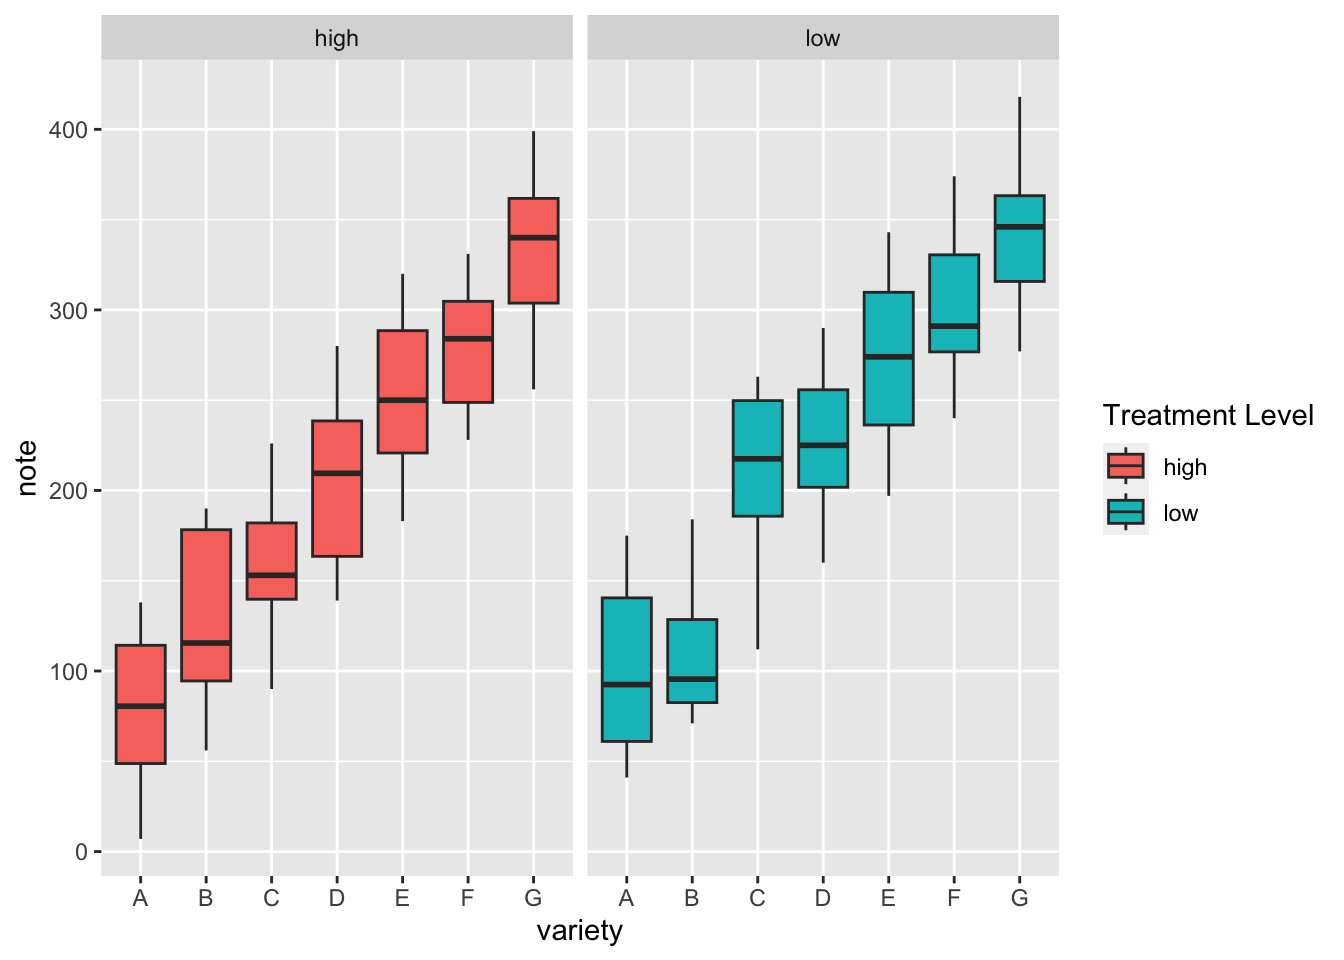 high low
400
300
200
100
0
note
A B C D E F G A B C D E F G
variety
Treatment Level
high
low